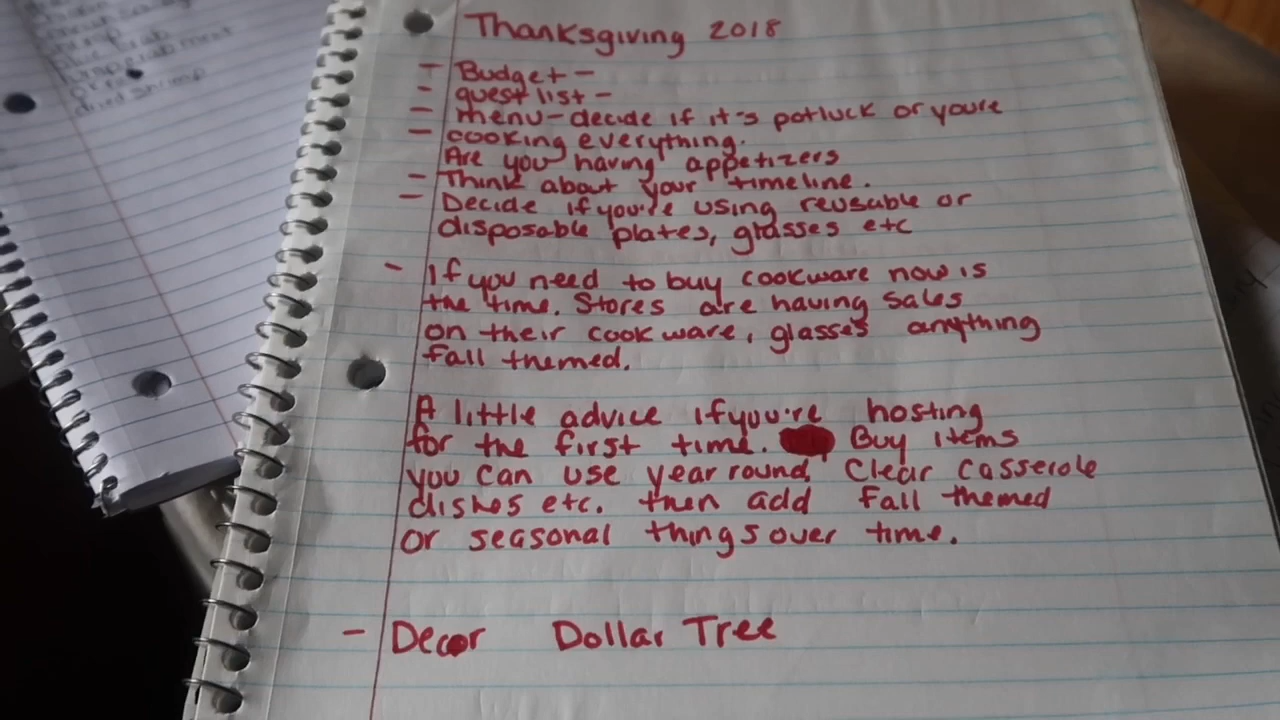 Thanksgiving 2018
- Budget -
- guest list -
- menu - decide if it's potluck or you're
- cooking everything.
Are you having appetizers
- Think about your timeline.
- Decide if you're using reusable or
disposable plates, glasses etc
- If you need to buy cookware now is
the time. Stores are having sales
on their cookware, glasses anything
fall themed.
A little advice if you're hosting
for the first time. Buy items
you can use year round. Clear casserole
dishes etc. then add fall themed
or seasonal things over time.
- Decor Dollar Tree
dried shrimp